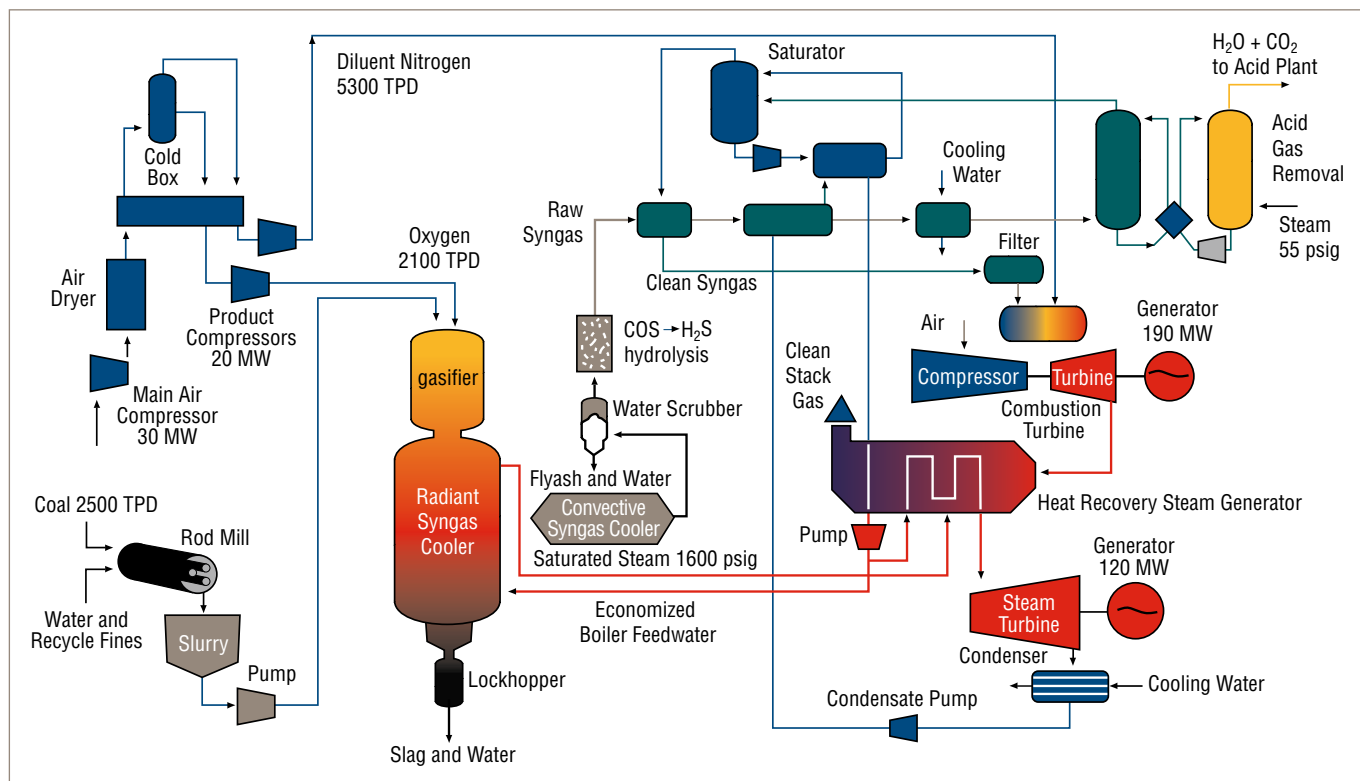 Diluent Nitrogen
5300 TPD
Cold
Box
Air
Dryer
Product
Compressors
20 MW
Main Air
Compressor
30 MW
Oxygen
2100 TPD
Coal 2500 TPD
Rod Mill
Water and
Recycle Fines
Slurry
Pump
gasifier
Radiant
Syngas
Cooler
Lockhopper
Slag and Water
Saturator
Raw
Syngas
Cooling
Water
Clean Syngas
Filter
H₂O + CO₂
to Acid Plant
Acid
Gas
Removal
Steam
55 psig
COS → H₂S
hydrolysis
Water Scrubber
Flyash and Water
Convective
Syngas Cooler
Saturated Steam 1600 psig
Economized
Boiler Feedwater
Air
Clean
Stack
Gas
Compressor
Turbine
Combustion
Turbine
Generator
190 MW
Heat Recovery Steam Generator
Pump
Generator
120 MW
Steam
Turbine
Condenser
Cooling Water
Condensate Pump